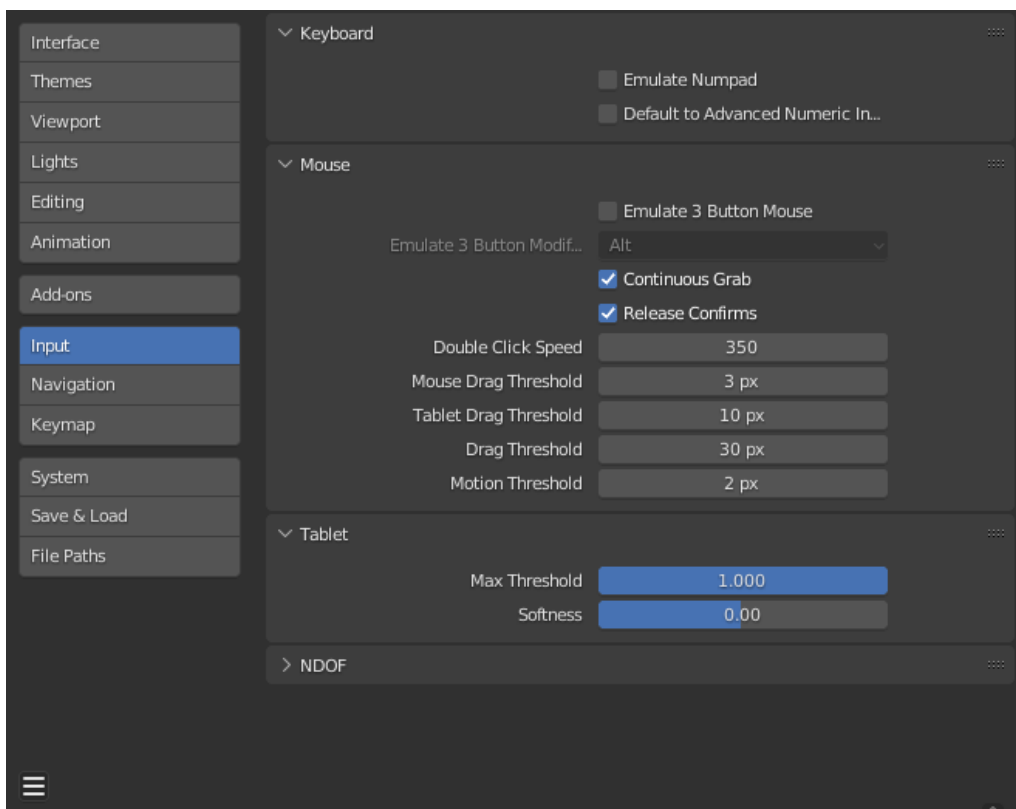 Interface
Themes
Viewport
Lights
Editing
Animation
Add-ons
Input
Navigation
Keymap
System
Save & Load
File Paths
Keyboard
Emulate Numpad
Default to Advanced Numeric In...
Mouse
Emulate 3 Button Mouse
Emulate 3 Button Modif... Alt
Continuous Grab
Release Confirms
Double Click Speed 350
Mouse Drag Threshold 3 px
Tablet Drag Threshold 10 px
Drag Threshold 30 px
Motion Threshold 2 px
Tablet
Max Threshold 1.000
Softness 0.00
NDOF